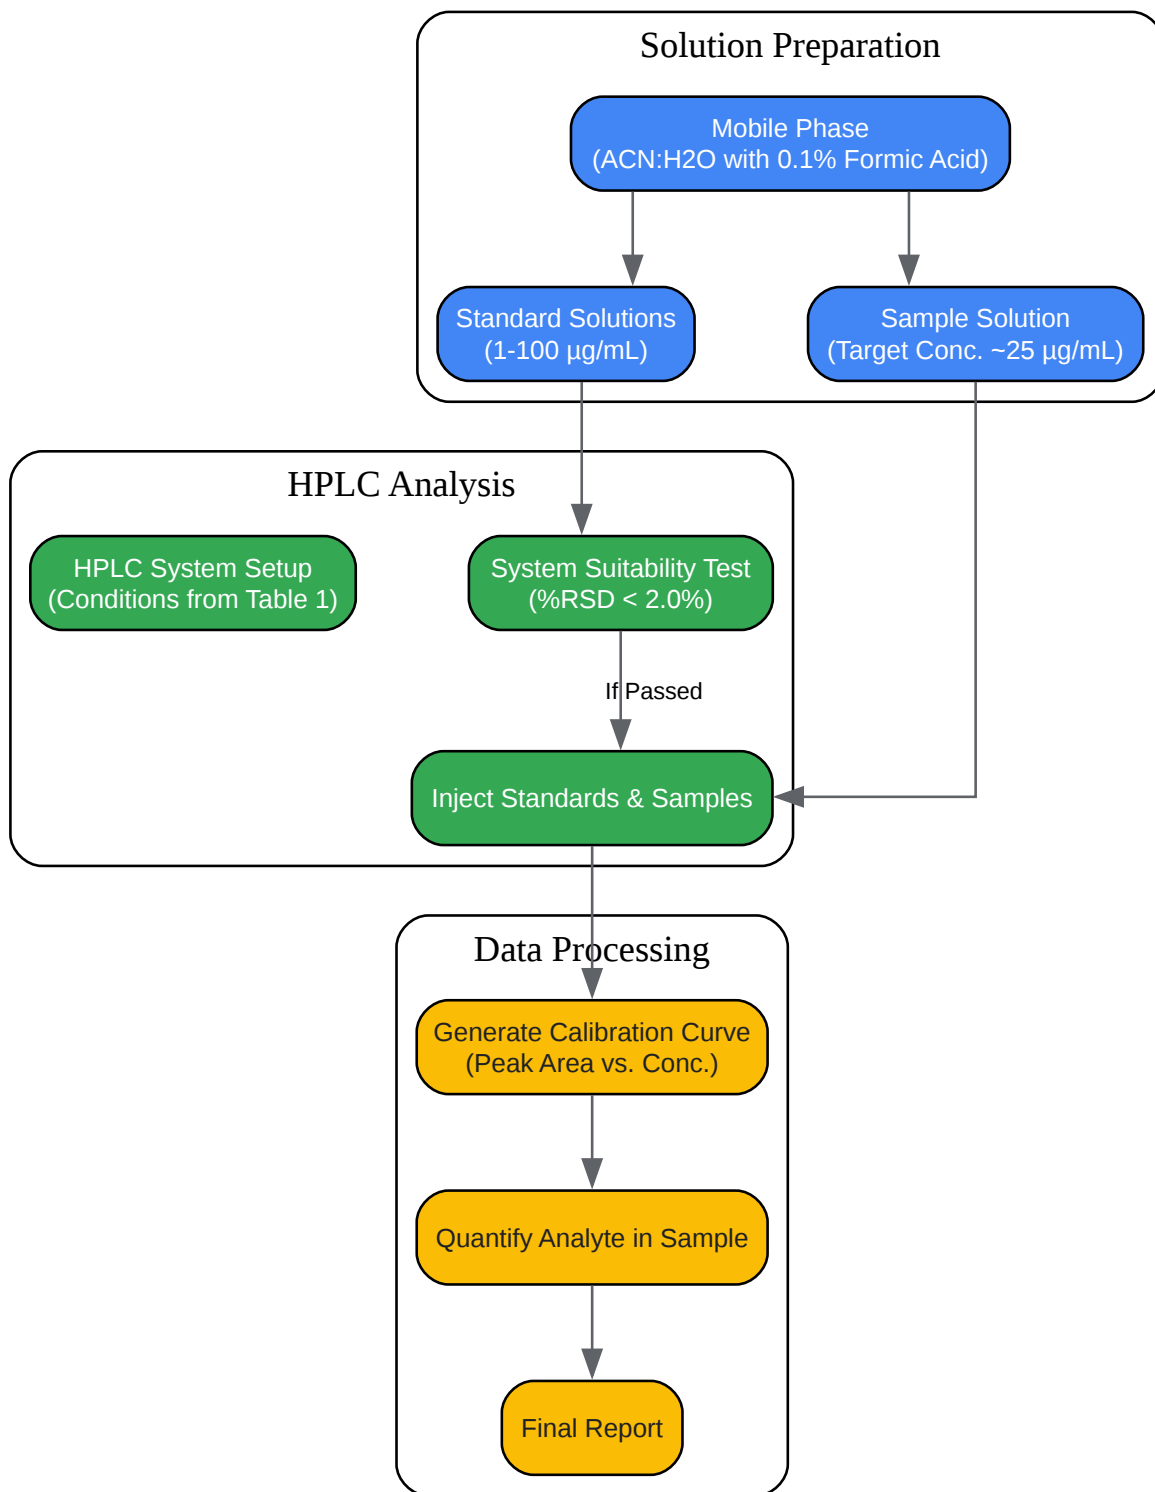 Solution Preparation
Mobile Phase
(ACN:H2O with 0.1% Formic Acid)
Standard Solutions
(1-100 µg/mL)
Sample Solution
(Target Conc. ~25 µg/mL)
HPLC Analysis
HPLC System Setup
(Conditions from Table 1)
System Suitability Test
(%RSD < 2.0%)
If Passed
Inject Standards & Samples
Data Processing
Generate Calibration Curve
(Peak Area vs. Conc.)
Quantify Analyte in Sample
Final Report